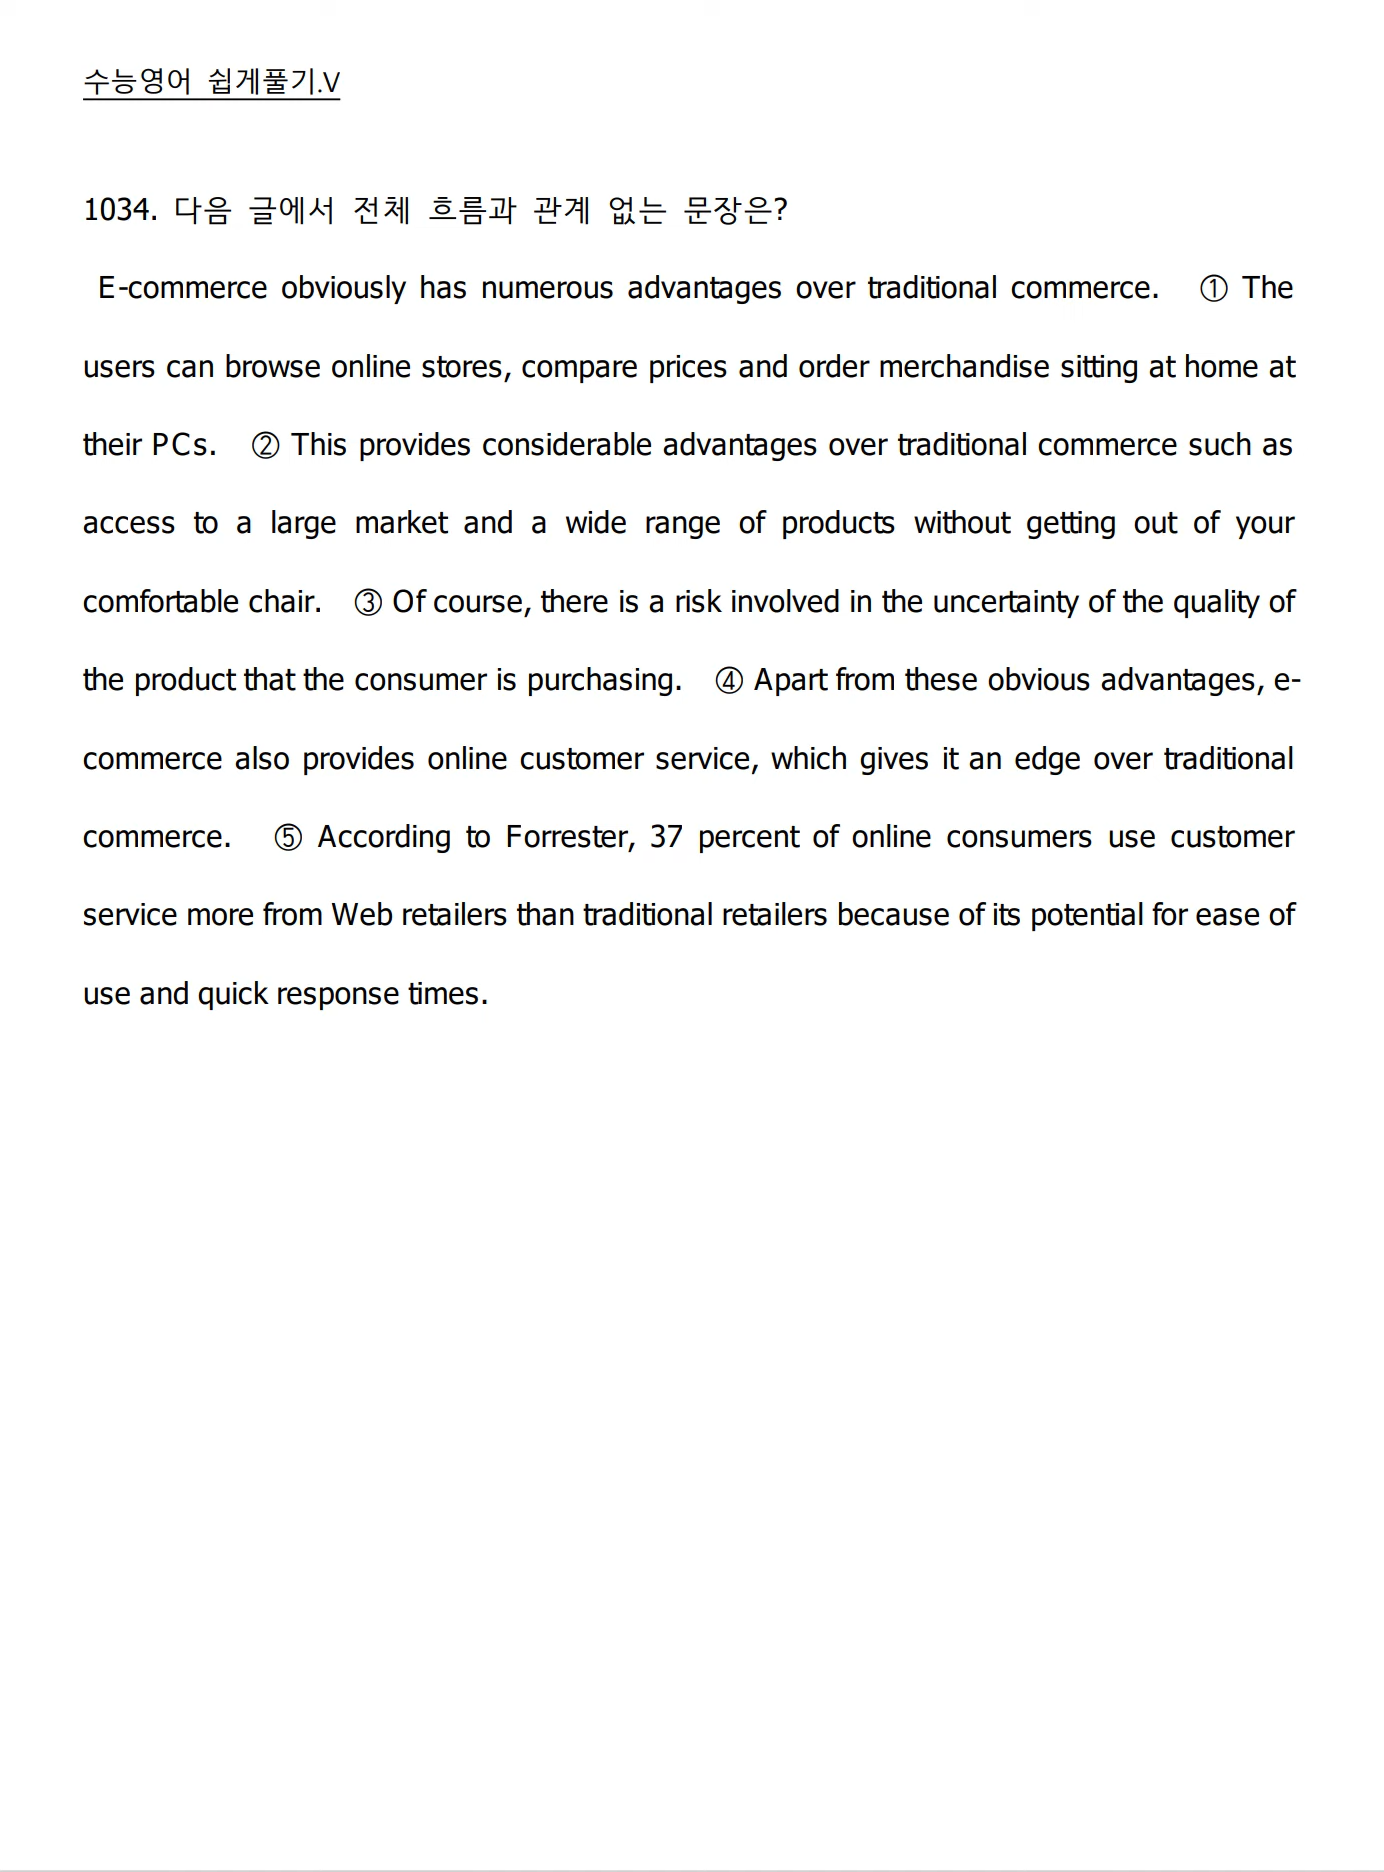 수능영어 쉽게풀기.V
1034. 다음 글에서 전체 흐름과 관계 없는 문장은?
E-commerce obviously has numerous advantages over traditional commerce. ① The
users can browse online stores, compare prices and order merchandise sitting at home at
their PCs. ② This provides considerable advantages over traditional commerce such as
access to a large market and a wide range of products without getting out of your
comfortable chair. ③ Of course, there is a risk involved in the uncertainty of the quality of
the product that the consumer is purchasing. ④ Apart from these obvious advantages, e-
commerce also provides online customer service, which gives it an edge over traditional
commerce. ⑤ According to Forrester, 37 percent of online consumers use customer
service more from Web retailers than traditional retailers because of its potential for ease of
use and quick response times.